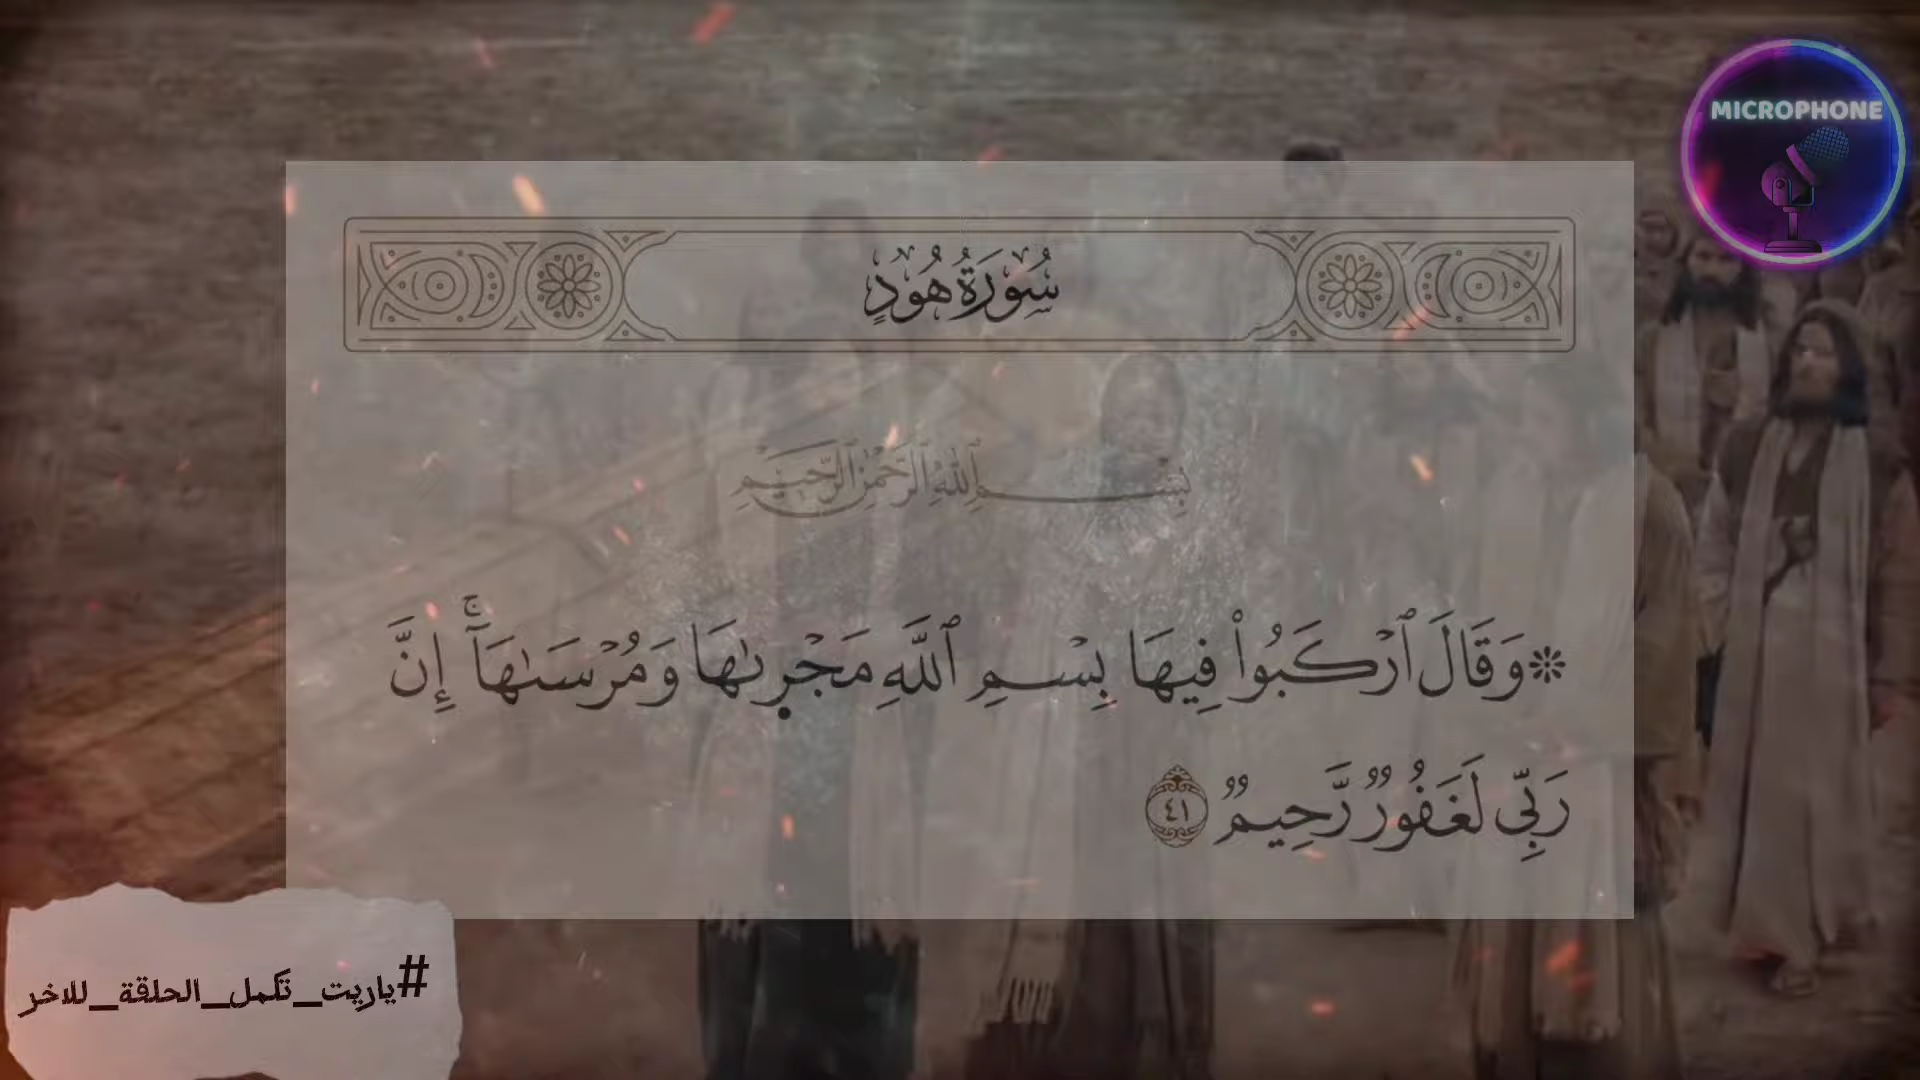 MICROPHONE
سُورَةُ هُودٍ
بِسْمِ ٱللَّهِ ٱلرَّحْمَٰنِ ٱلرَّحِيمِ
۞ وَقَالَ ٱرْكَبُوا۟ فِيهَا بِسْمِ ٱللَّهِ مَجْر۪ىٰهَا وَمُرْسَىٰهَآ ۚ إِنَّ
رَبِّى لَغَفُورٌ رَّحِيمٌ ٤١
#ياريت_تكمل_الحلقة_للاخر